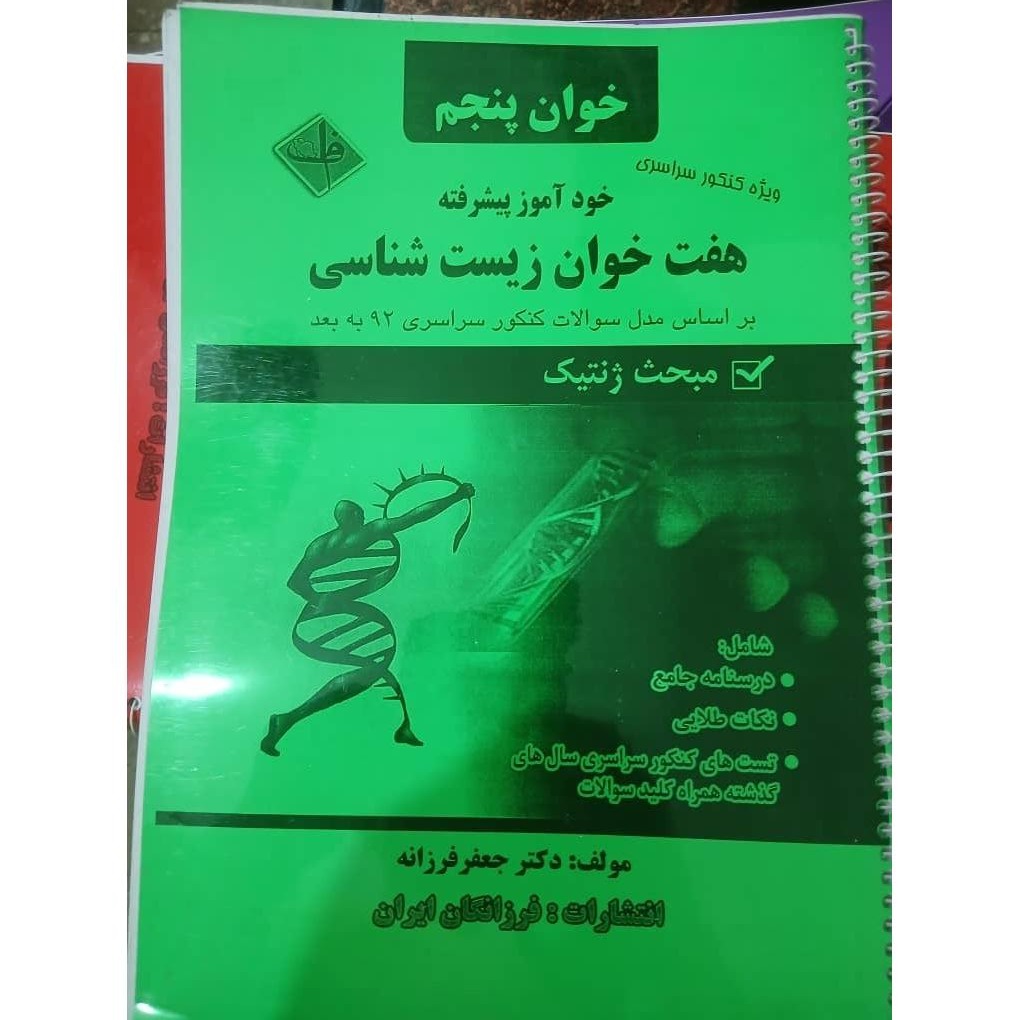 خوان پنجم
ویژه کنکور سراسری
خود آموز پیشرفته
هفت خوان زیست شناسی
بر اساس مدل سوالات کنکور سراسری ۹۲ به بعد
مبحث ژنتیک
شامل:
● درسنامه جامع
● نکات طلایی
● تست های کنکور سراسری سال های
گذشته همراه کلید سوالات
مولف: دکتر جعفر فرزانه
انتشارات : فرزانگان ایران